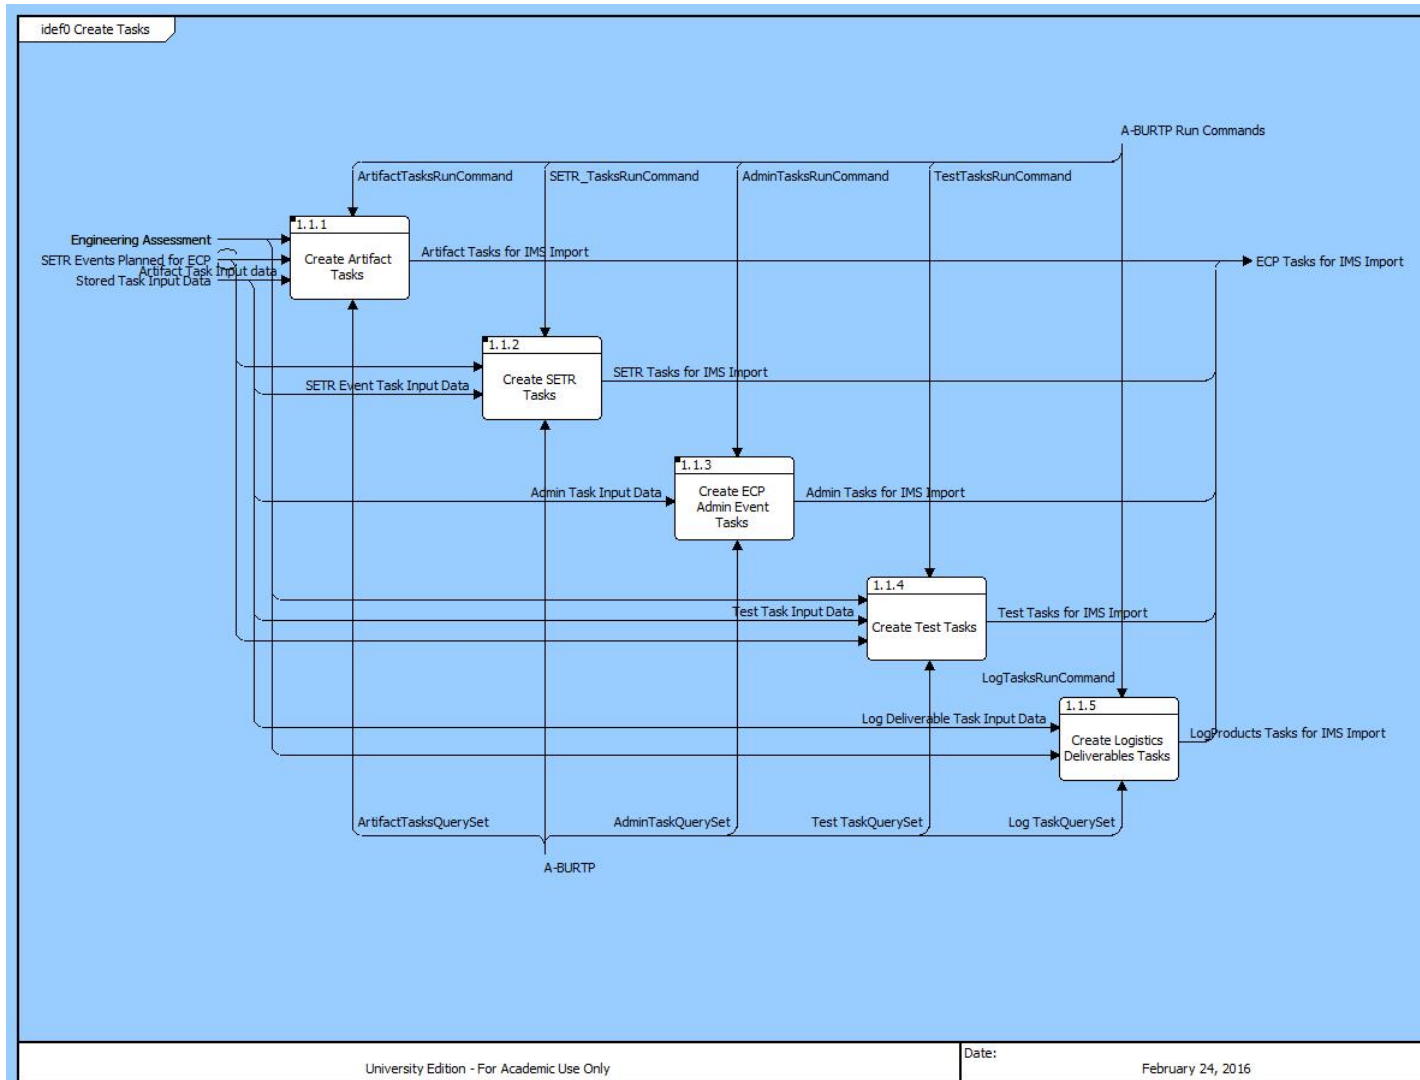 idef0 Create Tasks
A-BURTP Run Commands
ArtifactTasksRunCommand
SETR_TasksRunCommand
AdminTasksRunCommand
TestTasksRunCommand
1.1.1
Create Artifact
Tasks
Engineering Assessment
SETR Events Planned for ECP
Artifact Task Input data
Stored Task Input Data
Artifact Tasks for IMS Import
ECP Tasks for IMS Import
1.1.2
Create SETR
Tasks
SETR Event Task Input Data
SETR Tasks for IMS Import
1.1.3
Create ECP
Admin Event
Tasks
Admin Task Input Data
Admin Tasks for IMS Import
1.1.4
Create Test Tasks
Test Task Input Data
Test Tasks for IMS Import
LogTasksRunCommand
1.1.5
Create Logistics
Deliverables Tasks
Log Deliverable Task Input Data
LogProducts Tasks for IMS Import
ArtifactTasksQuerySet
AdminTaskQuerySet
Test TaskQuerySet
Log TaskQuerySet
A-BURTP
University Edition - For Academic Use Only
Date:
February 24, 2016